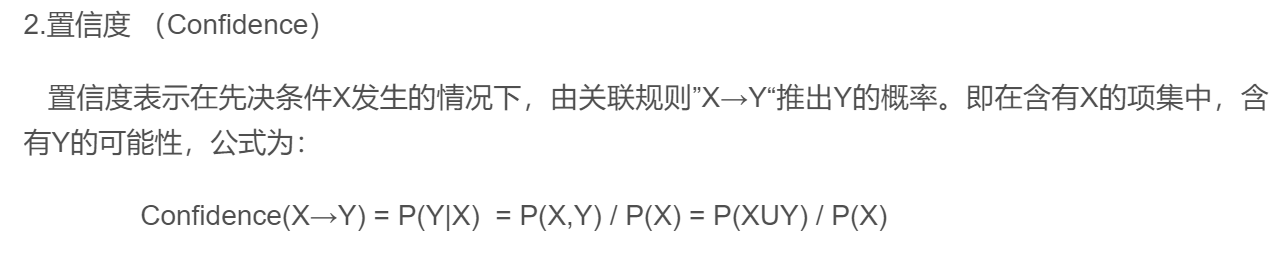 2.置信度 （Confidence）
置信度表示在先决条件X发生的情况下，由关联规则”X→Y“推出Y的概率。即在含有X的项集中，含
有Y的可能性，公式为：
Confidence(X→Y) = P(Y|X)  = P(X,Y) / P(X) = P(XUY) / P(X)